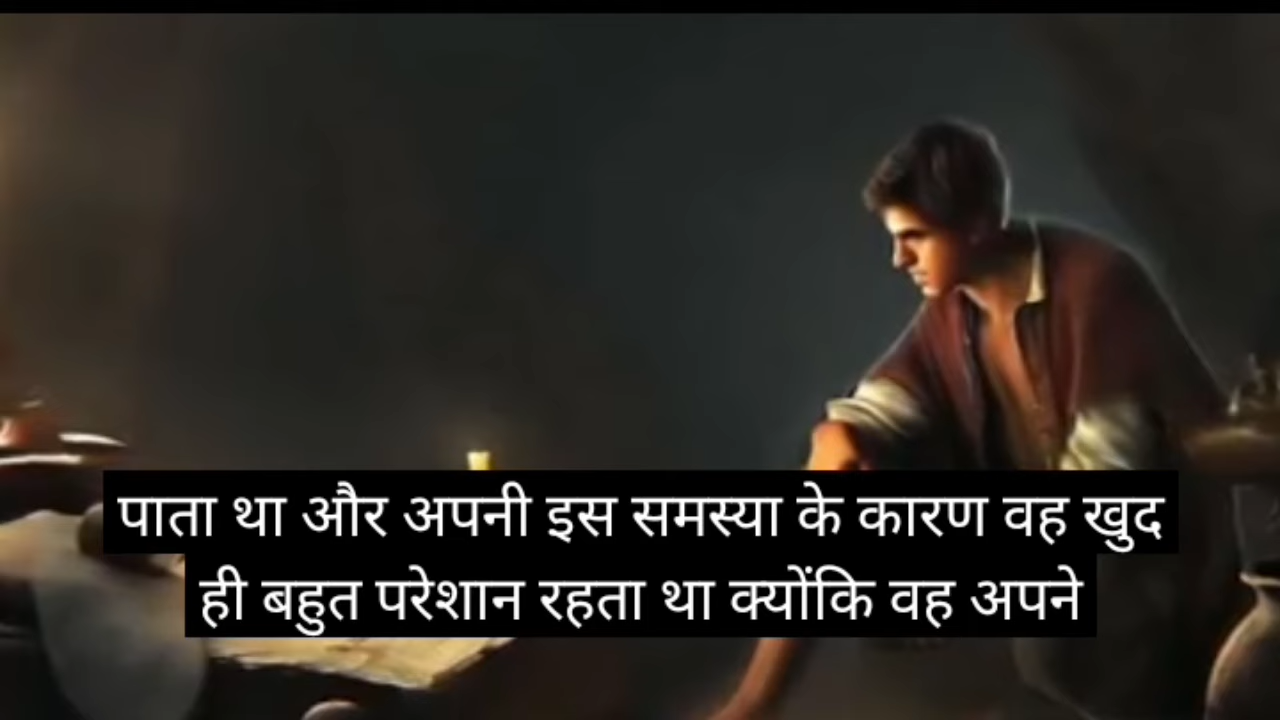 पाता था और अपनी इस समस्या के कारण वह खुद
ही बहुत परेशान रहता था क्योंकि वह अपने